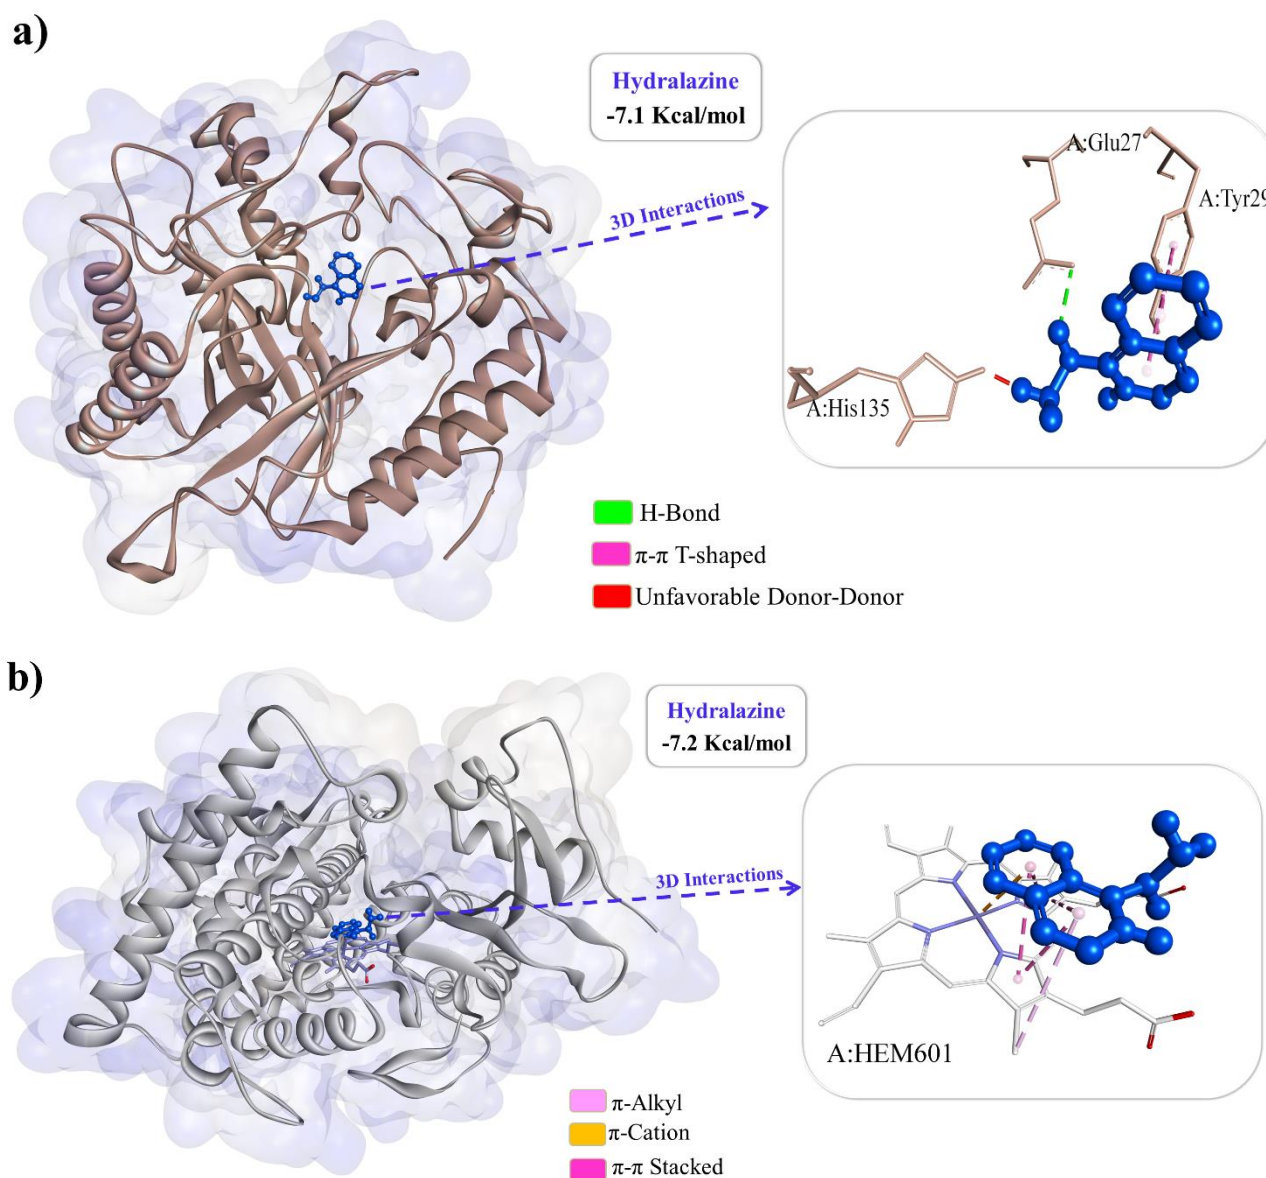 a)
Hydralazine
-7.1 Kcal/mol
3D Interactions
A:Glu27
A:Tyr29
A:His135
H-Bond
π-π T-shaped
Unfavorable Donor-Donor
b)
Hydralazine
-7.2 Kcal/mol
3D Interactions
A:HEM601
π-Alkyl
π-Cation
π-π Stacked